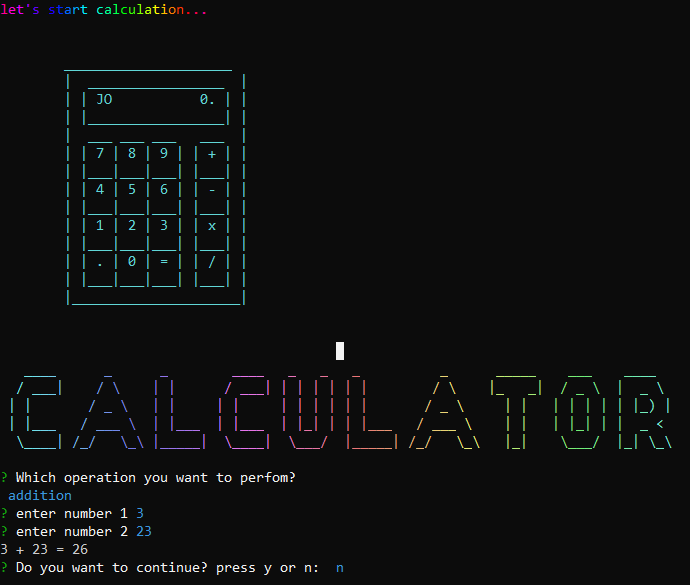 let's start calculation...
JO 0.
7 8 9 +
4 5 6 -
1 2 3 x
. 0 = /
CALCULATOR
? Which operation you want to perfom?
addition
? enter number 1 3
? enter number 2 23
3 + 23 = 26
? Do you want to continue? press y or n: n